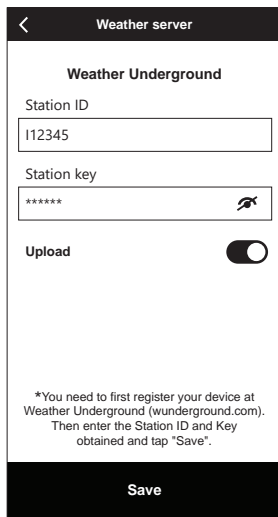 Weather server
Weather Underground
Station ID
I12345
Station key
******
Upload
*You need to first register your device at
Weather Underground (wunderground.com).
Then enter the Station ID and Key
obtained and tap "Save".
Save